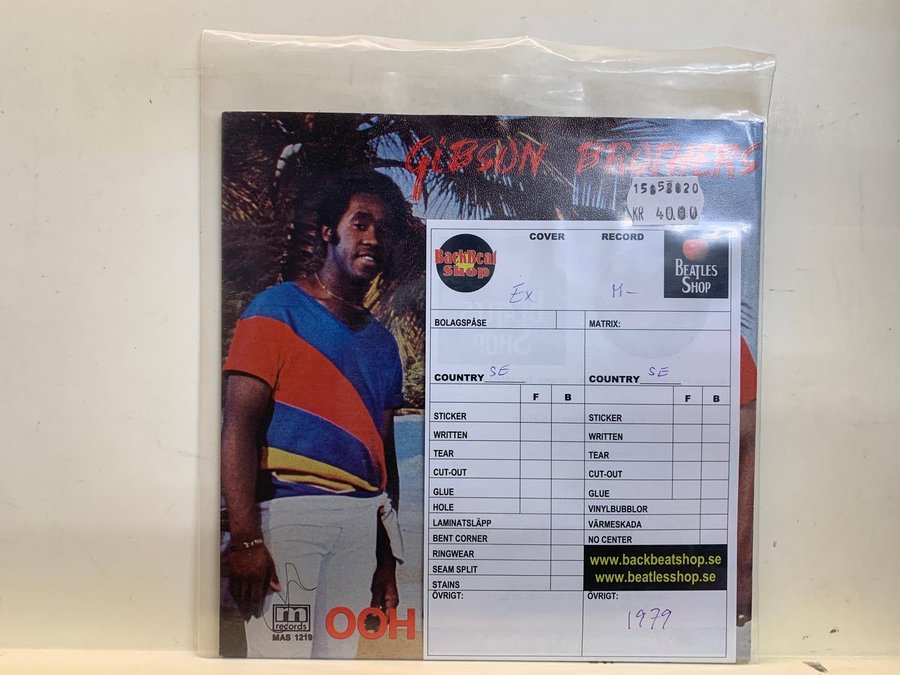 GIBSON BROTHERS
KR 40.00
COVER RECORD
BackBeat
Shop
BEATLES
SHOP
Ex M-
BOLAGSPÅSE MATRIX:
COUNTRY SE COUNTRY SE
F B F B
STICKER STICKER
WRITTEN WRITTEN
TEAR TEAR
CUT-OUT CUT-OUT
GLUE GLUE
HOLE VINYLBUBBLOR
LAMINATSLÄPP VÄRMESKADA
BENT CORNER NO CENTER
RINGWEAR
SEAM SPLIT
STAINS
www.backbeatshop.se
www.beatlesshop.se
ÖVRIGT: ÖVRIGT:
1979
m
records
MAS 1219
OOH